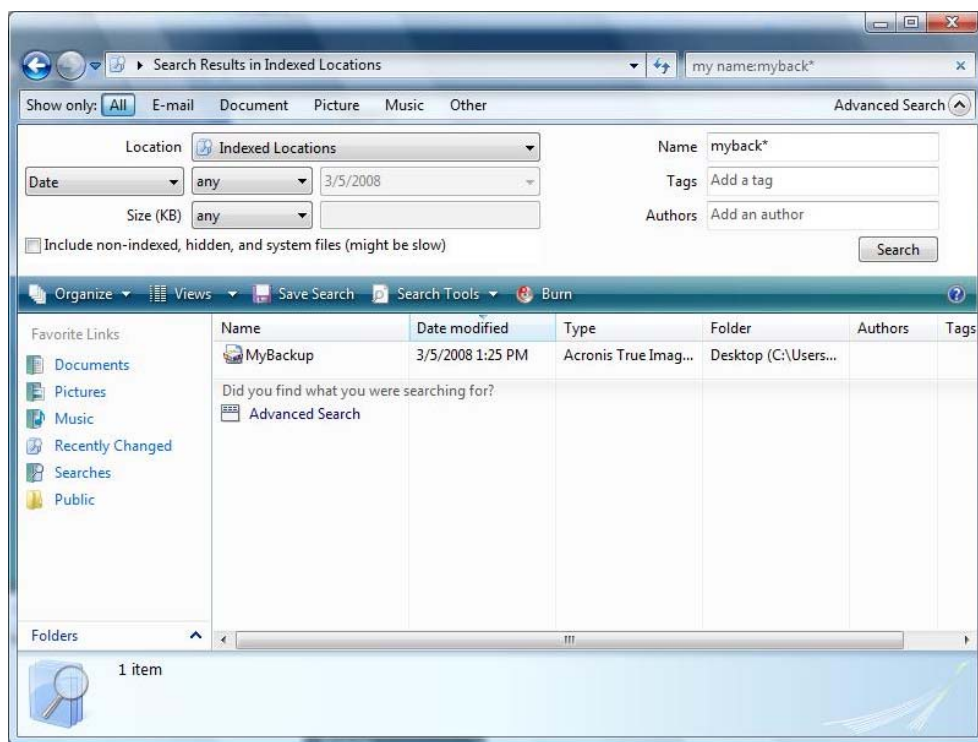 Search Results in Indexed Locations
my name:myback*
Show only: All E-mail Document Picture Music Other Advanced Search
Location Indexed Locations Name myback*
Date any 3/5/2008 Tags Add a tag
Size (KB) any Authors Add an author
Include non-indexed, hidden, and system files (might be slow) Search
Organize Views Save Search Search Tools Burn
Favorite Links
Documents
Pictures
Music
Recently Changed
Searches
Public
Folders
Name Date modified Type Folder Authors Tags
MyBackup 3/5/2008 1:25 PM Acronis True Imag... Desktop (C:\Users...
Did you find what you were searching for?
Advanced Search
1 item